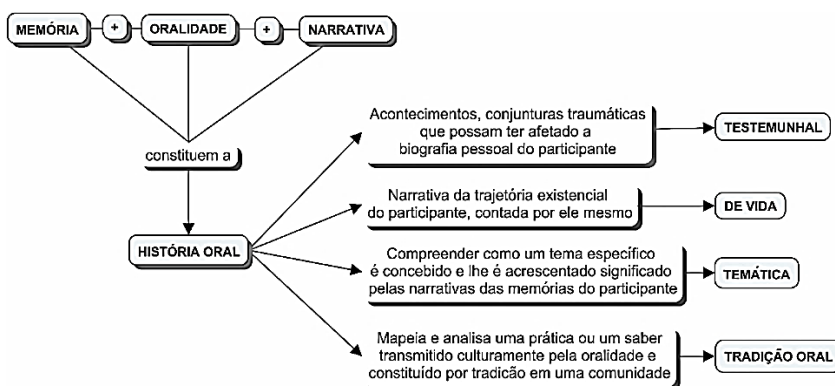 MEMÓRIA + ORALIDADE + NARRATIVA
constituem a
HISTÓRIA ORAL
Acontecimentos, conjunturas traumáticas
que possam ter afetado a
biografia pessoal do participante
TESTEMUNHAL
Narrativa da trajetória existencial
do participante, contada por ele mesmo
DE VIDA
Compreender como um tema específico
é concebido e lhe é acrescentado significado
pelas narrativas das memórias do participante
TEMÁTICA
Mapeia e analisa uma prática ou um saber
transmitido culturamente pela oralidade e
constituído por tradicão em uma comunidade
TRADIÇÃO ORAL